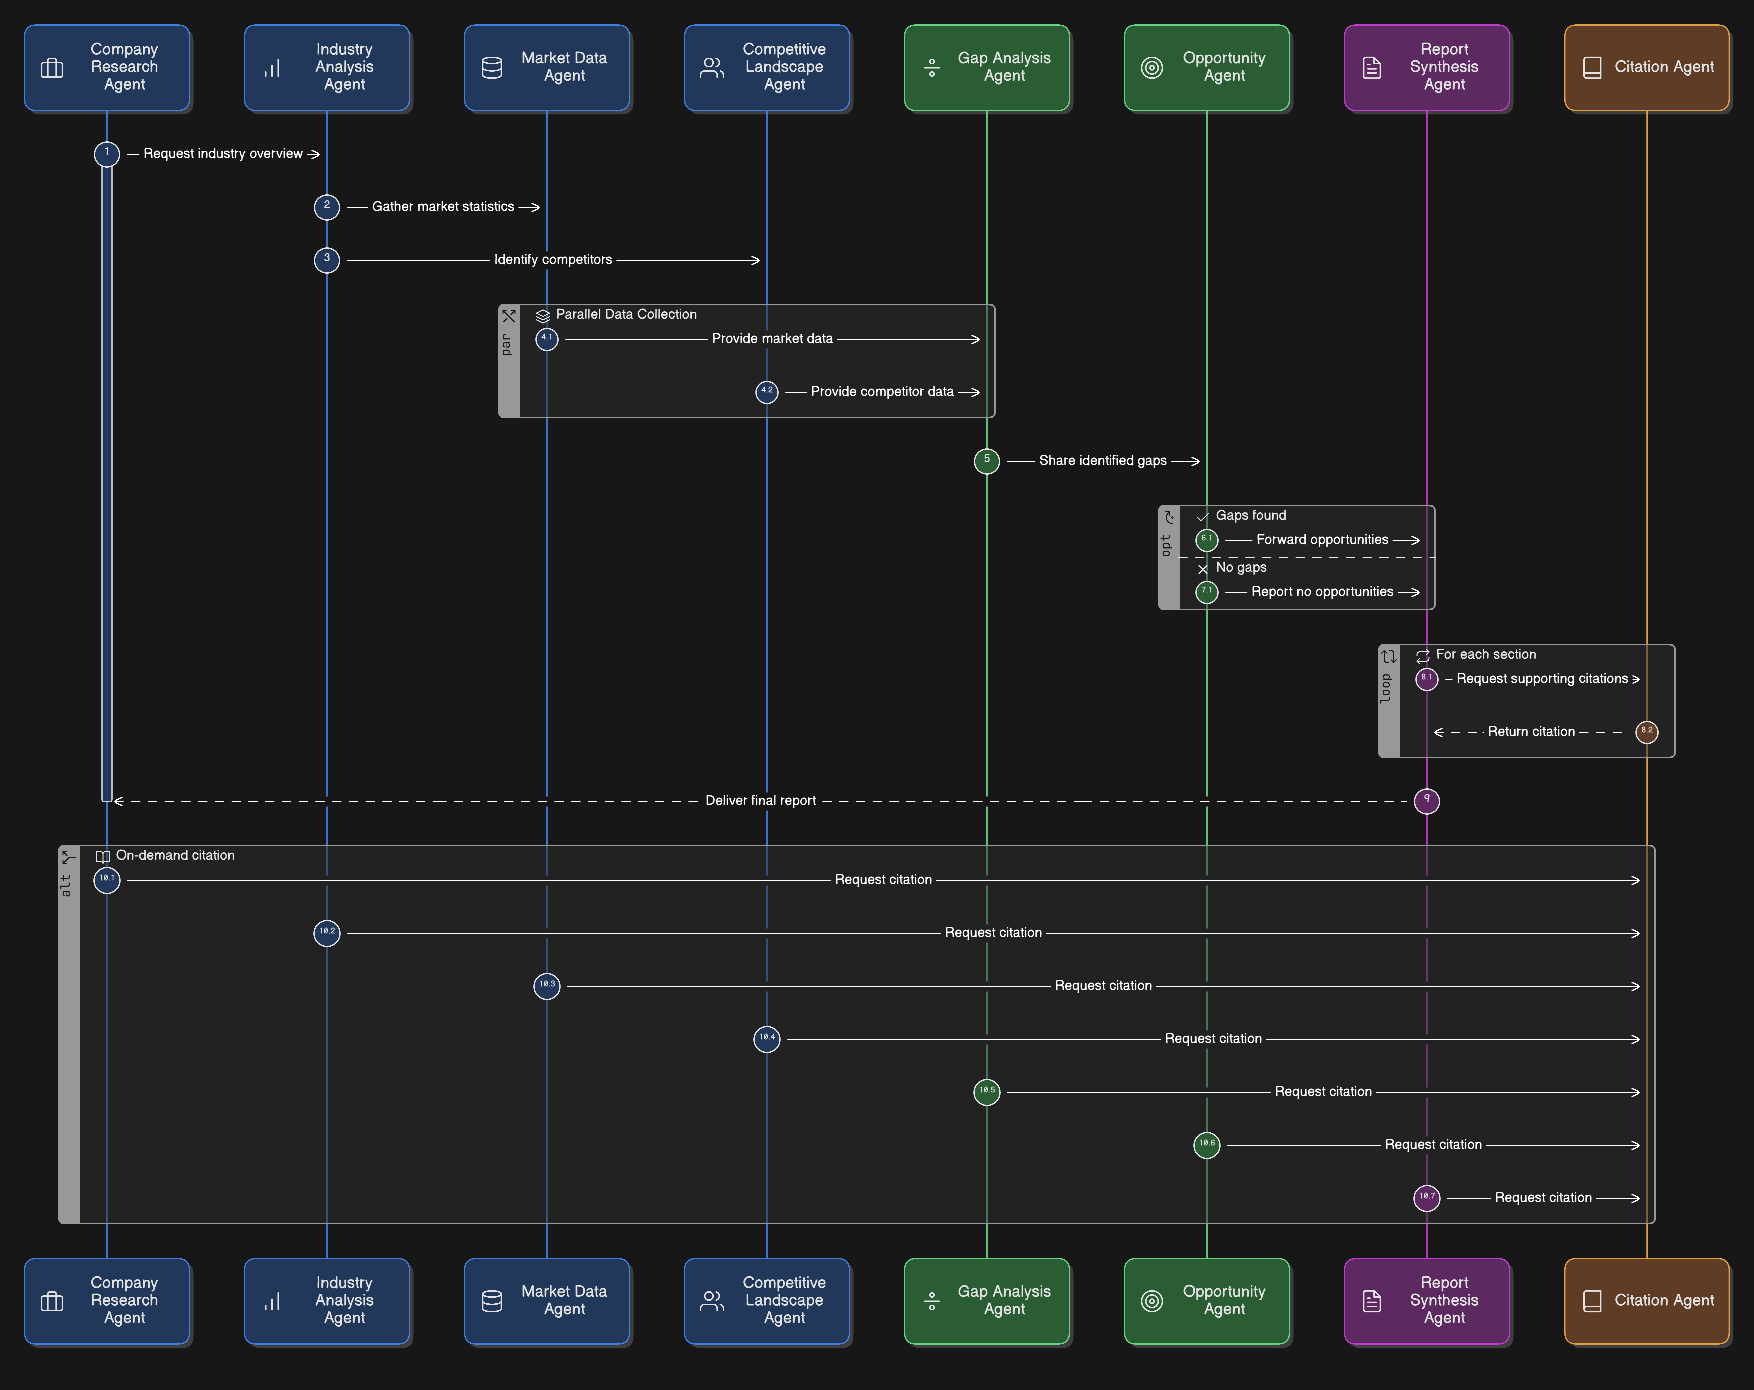 Company
Research
Agent
Industry
Analysis
Agent
Market Data
Agent
Competitive
Landscape
Agent
Gap Analysis
Agent
Opportunity
Agent
Report
Synthesis
Agent
Citation Agent
1
Request industry overview
2
Gather market statistics
3
Identify competitors
par
Parallel Data Collection
4.1
Provide market data
4.2
Provide competitor data
5
Share identified gaps
opt
Gaps found
6.1
Forward opportunities
No gaps
7.1
Report no opportunities
loop
For each section
8.1
Request supporting citations
Return citation
8.2
Deliver final report
9
alt
On-demand citation
10.1
Request citation
10.2
Request citation
10.3
Request citation
10.4
Request citation
10.5
Request citation
10.6
Request citation
10.7
Request citation
Company
Research
Agent
Industry
Analysis
Agent
Market Data
Agent
Competitive
Landscape
Agent
Gap Analysis
Agent
Opportunity
Agent
Report
Synthesis
Agent
Citation Agent